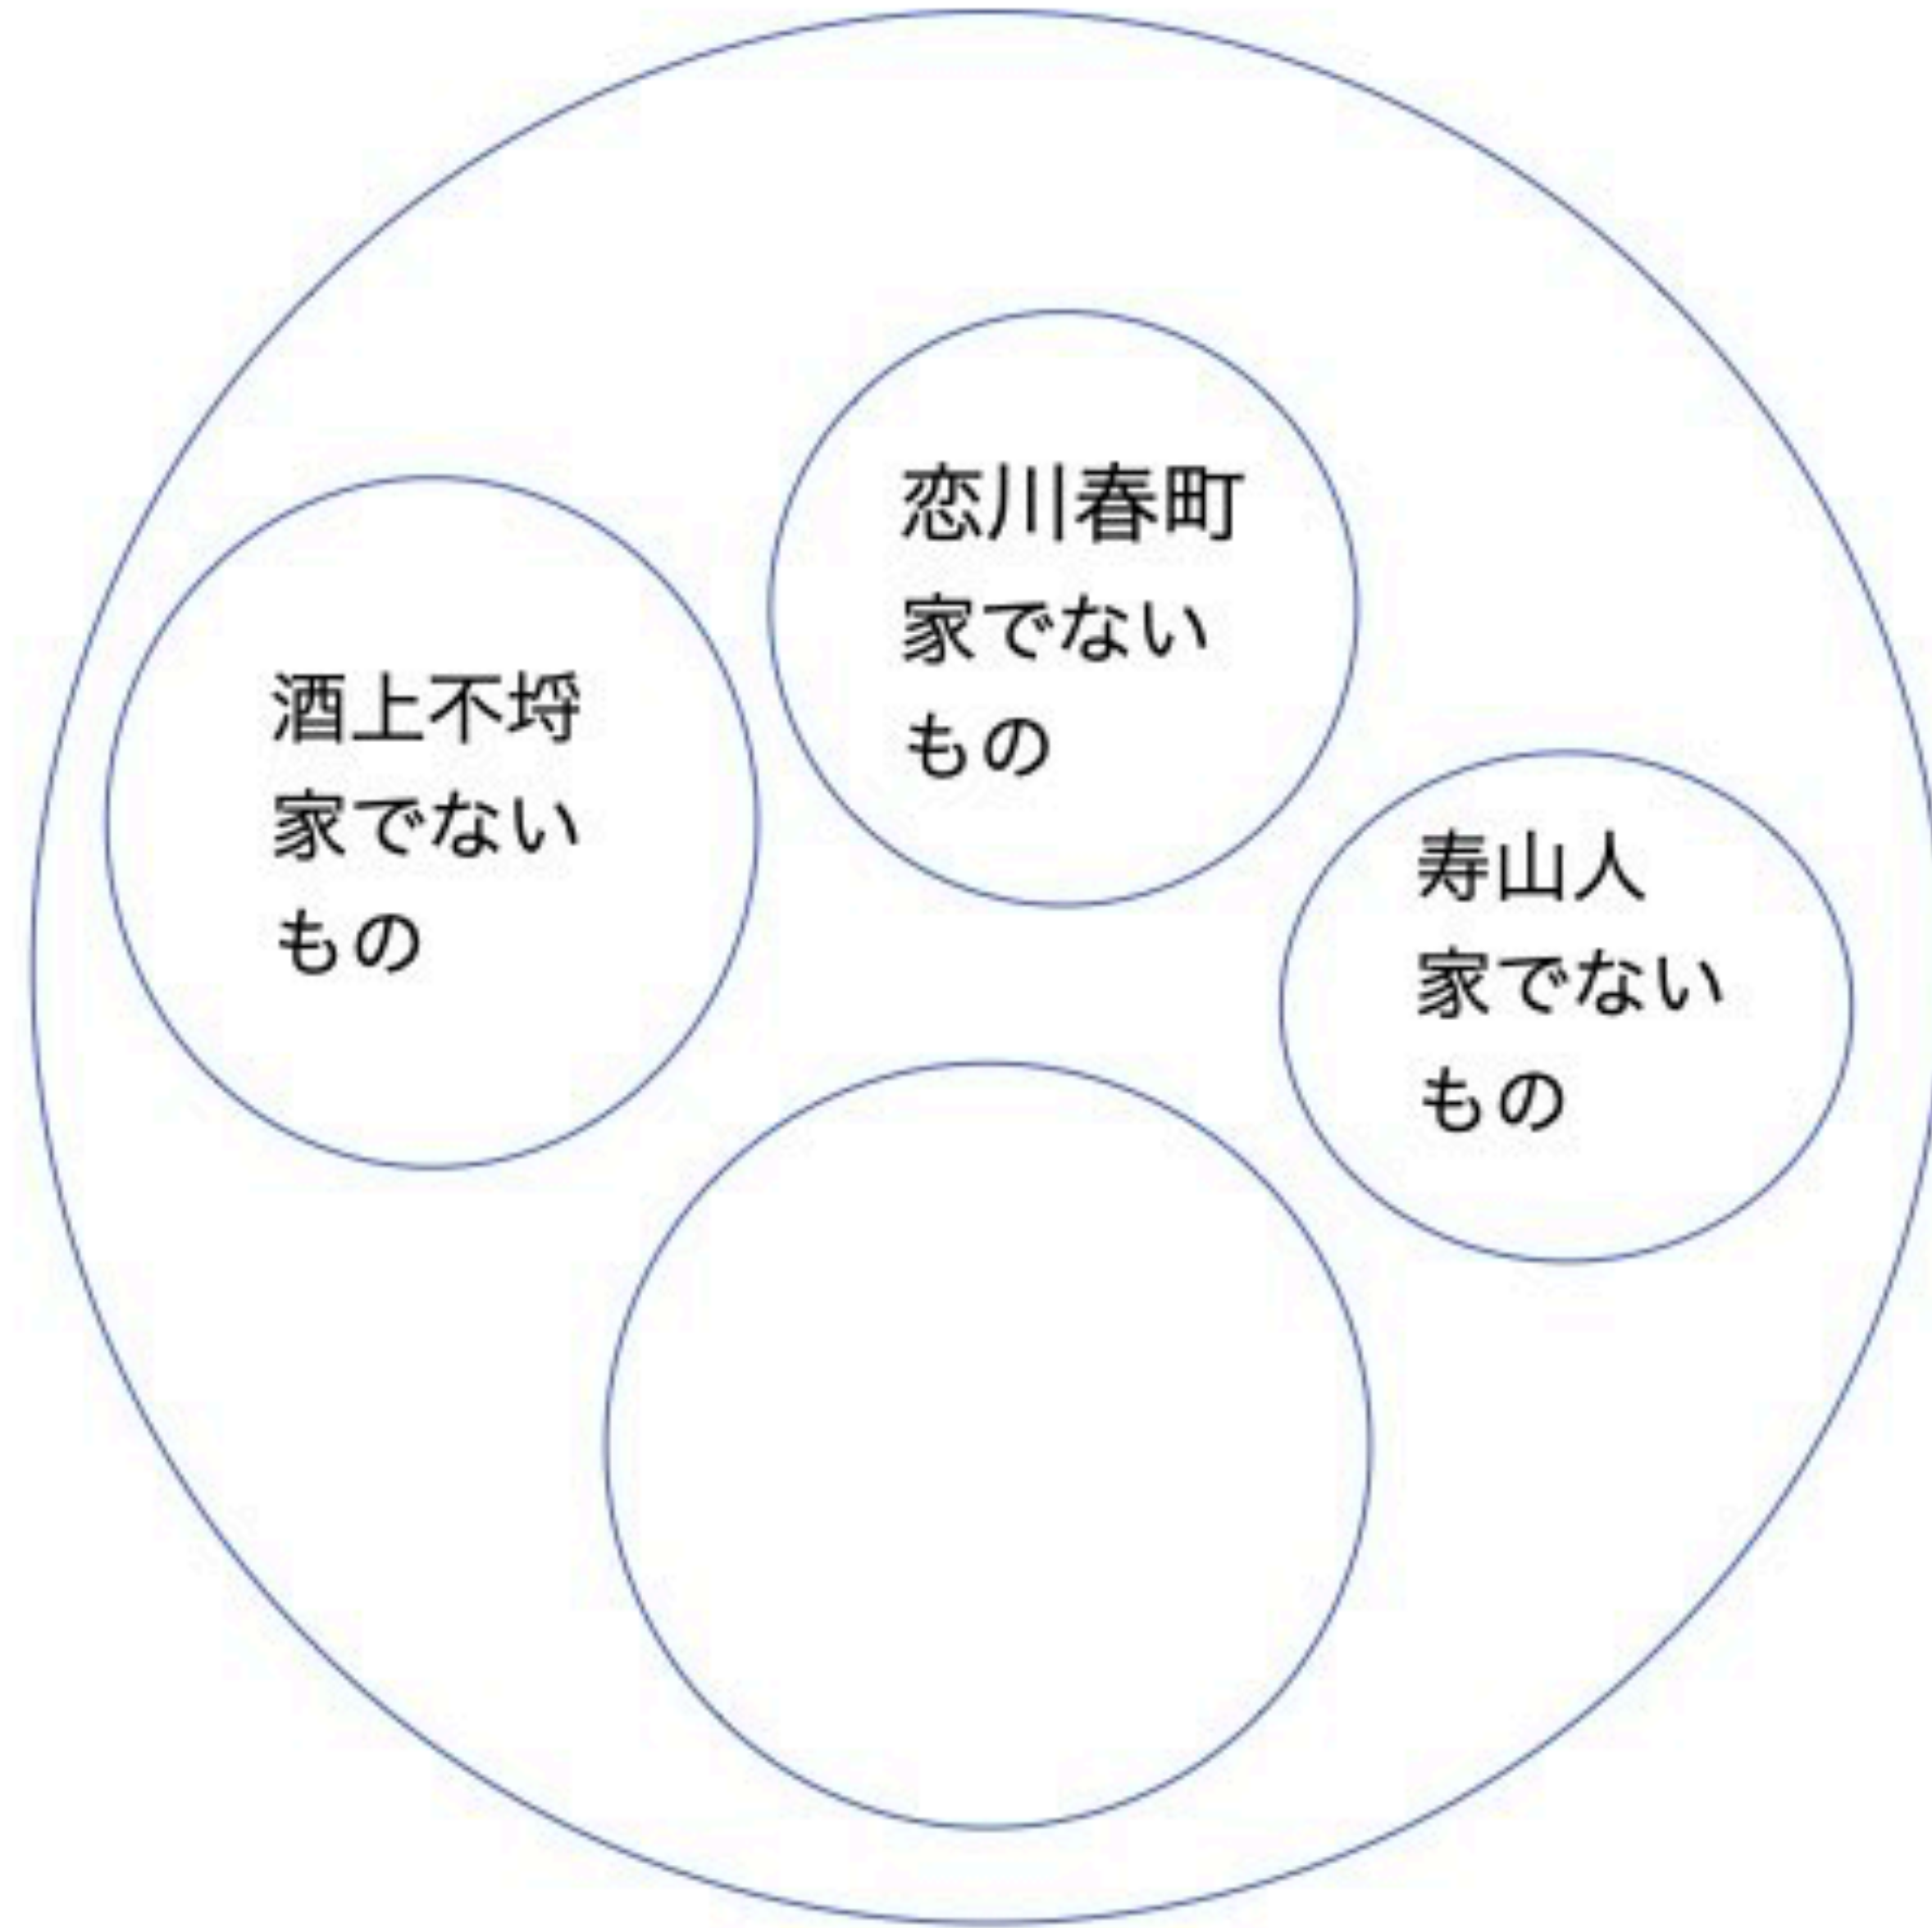 恋川春町
家でない
もの
酒上不埒
家でない
もの
寿山人
家でない
もの